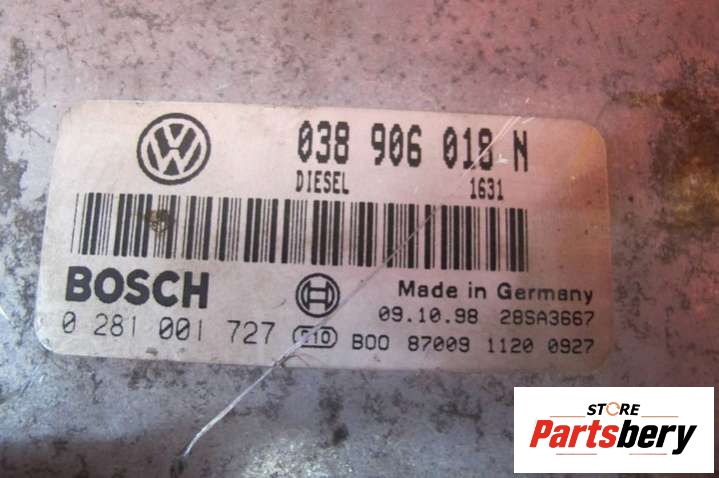 038 906 018 N
DIESEL 1631
BOSCH
Made in Germany
0 281 001 727
09.10.98 28SA3667
B00 87009 1120 0927
STORE
Partsbery